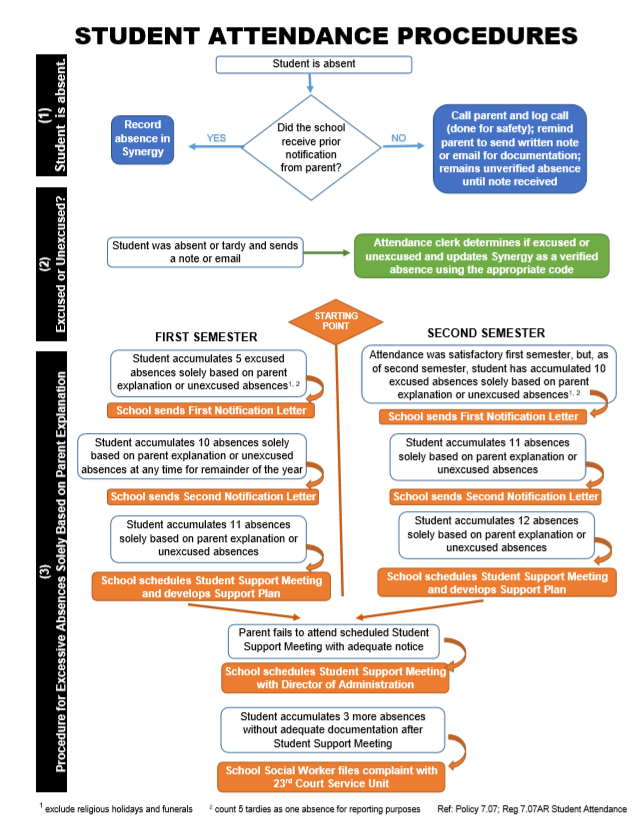 STUDENT ATTENDANCE PROCEDURES
(1)
Student is absent.
Student is absent
Did the school
receive prior
notification
from parent?
YES
Record
absence in
Synergy
NO
Call parent and log call
(done for safety); remind
parent to send written note
or email for documentation;
remains unverified absence
until note received
(2)
Excused or Unexcused?
Student was absent or tardy and sends
a note or email
Attendance clerk determines if excused or
unexcused and updates Synergy as a verified
absence using the appropriate code
(3)
Procedure for Excessive Absences Solely Based on Parent Explanation
STARTING
POINT
FIRST SEMESTER
Student accumulates 5 excused
absences solely based on parent
explanation or unexcused absences1, 2
School sends First Notification Letter
Student accumulates 10 absences solely
based on parent explanation or unexcused
absences at any time for remainder of the year
School sends Second Notification Letter
Student accumulates 11 absences
solely based on parent explanation or
unexcused absences
School schedules Student Support Meeting
and develops Support Plan
SECOND SEMESTER
Attendance was satisfactory first semester, but, as
of second semester, student has accumulated 10
excused absences solely based on parent
explanation or unexcused absences1, 2
School sends First Notification Letter
Student accumulates 11 absences
solely based on parent explanation or
unexcused absences
School sends Second Notification Letter
Student accumulates 12 absences
solely based on parent explanation or
unexcused absences
School schedules Student Support Meeting
and develops Support Plan
Parent fails to attend scheduled Student
Support Meeting with adequate notice
School schedules Student Support Meeting
with Director of Administration
Student accumulates 3 more absences
without adequate documentation after
Student Support Meeting
School Social Worker files complaint with
23rd Court Service Unit
1 exclude religious holidays and funerals 2 count 5 tardies as one absence for reporting purposes Ref: Policy 7.07; Reg 7.07AR Student Attendance